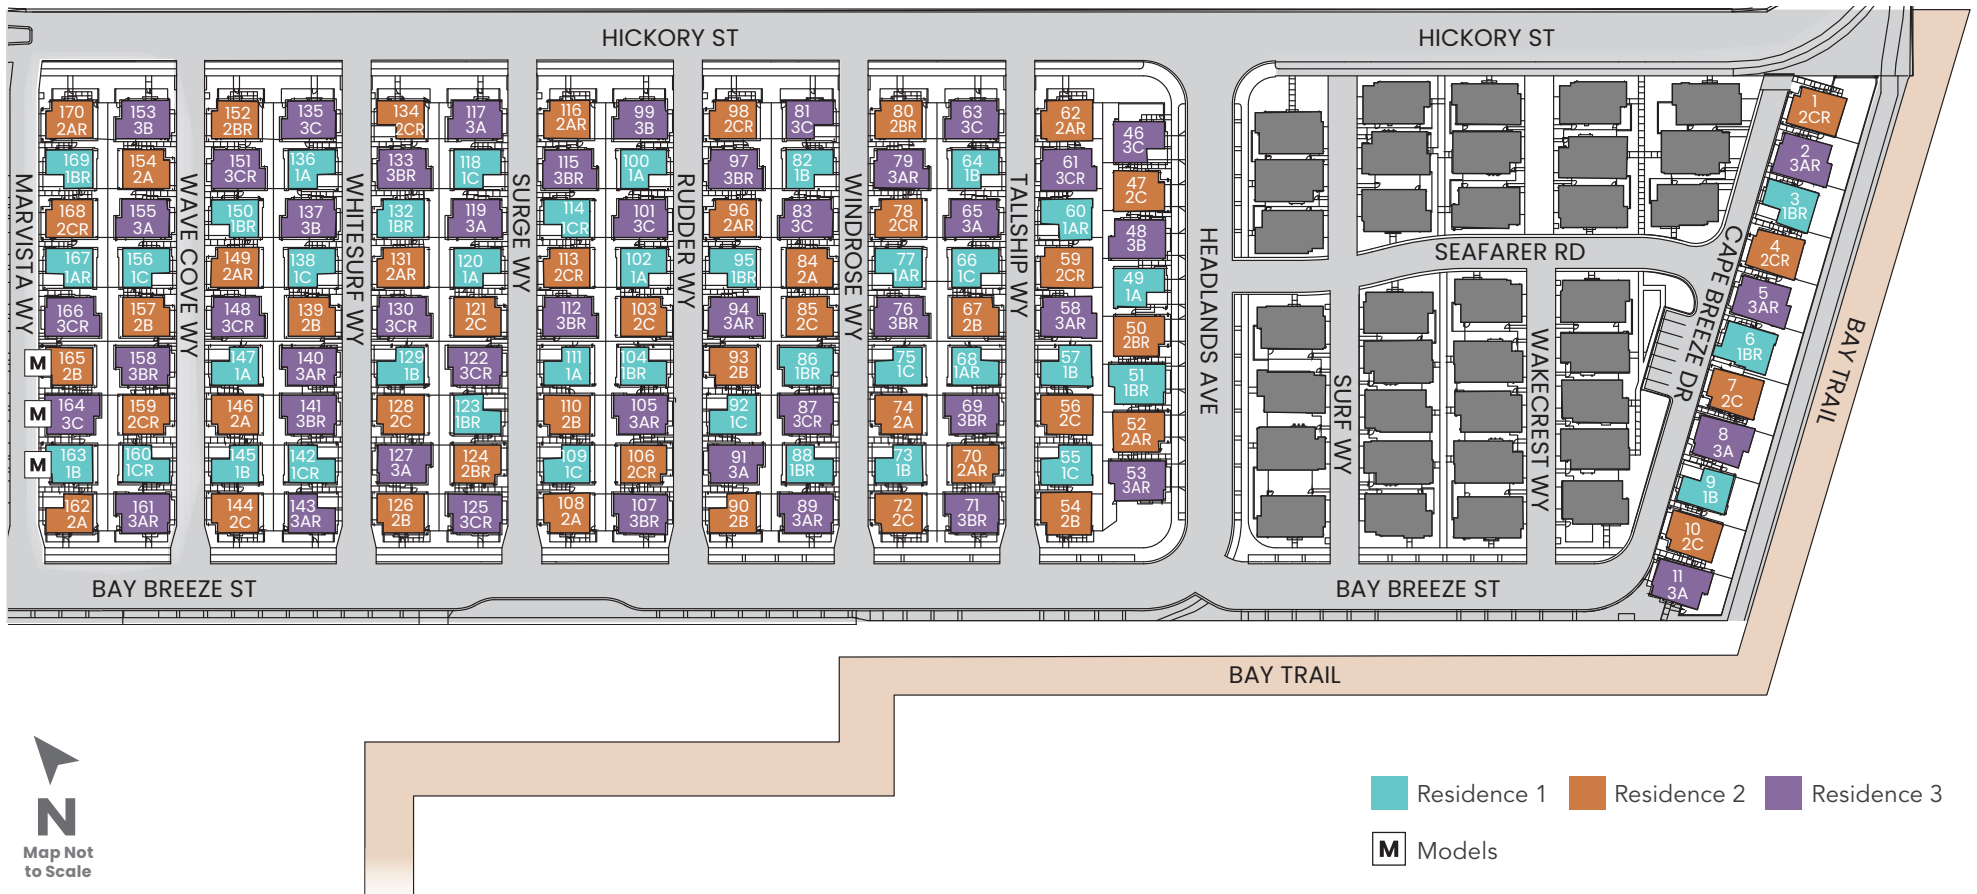 HICKORY ST
HICKORY ST
170
2AR
153
3B
152
2BR
135
3C
134
2CR
117
3A
116
2AR
99
3B
98
2CR
81
3C
80
2BR
63
3C
62
2AR
46
3C
1
2CR
169
1BR
154
2A
151
3CR
136
1A
133
3BR
118
1C
115
3BR
100
1A
97
3BR
82
1B
79
3AR
64
1B
61
3CR
47
2C
2
3AR
168
2CR
155
3A
150
1BR
137
3B
132
1BR
119
3A
114
1CR
101
3C
96
2AR
83
3C
78
2CR
65
3A
60
1AR
48
3B
3
1BR
167
1AR
156
1C
149
2AR
138
1C
131
2AR
120
1A
113
2CR
102
1A
95
1BR
84
2A
77
1AR
66
1C
59
2CR
49
1A
4
2CR
166
3CR
157
2B
148
3CR
139
2B
130
3CR
121
2C
112
3BR
103
2C
94
3AR
85
2C
76
3BR
67
2B
58
3AR
50
2BR
5
3AR
M
165
2B
158
3BR
147
1A
140
3AR
129
1B
122
3CR
111
1A
104
1BR
93
2B
86
1BR
75
1C
68
1AR
57
1B
51
1BR
6
1BR
M
164
3C
159
2CR
146
2A
141
3BR
128
2C
123
1BR
110
2B
105
3AR
92
1C
87
3CR
74
2A
69
3BR
56
2C
52
2AR
7
2C
M
163
1B
160
1CR
145
1B
142
1CR
127
3A
124
2BR
109
1C
106
2CR
91
3A
88
1BR
73
1B
70
2AR
55
1C
53
3AR
8
3A
162
2A
161
3AR
144
2C
143
3AR
126
2B
125
3CR
108
2A
107
3BR
90
2B
89
3AR
72
2C
71
3BR
54
2B
9
1B
10
2C
11
3A
MARVISTA WY
WAVE COVE WY
WHITESURF WY
SURGE WY
RUDDER WY
WINDROSE WY
TALLSHIP WY
HEADLANDS AVE
SEAFARER RD
SURF WY
WAKECREST WY
CAPE BREEZE DR
BAY TRAIL
BAY BREEZE ST
BAY BREEZE ST
BAY TRAIL
N
Map Not
to Scale
Residence 1
Residence 2
Residence 3
M Models